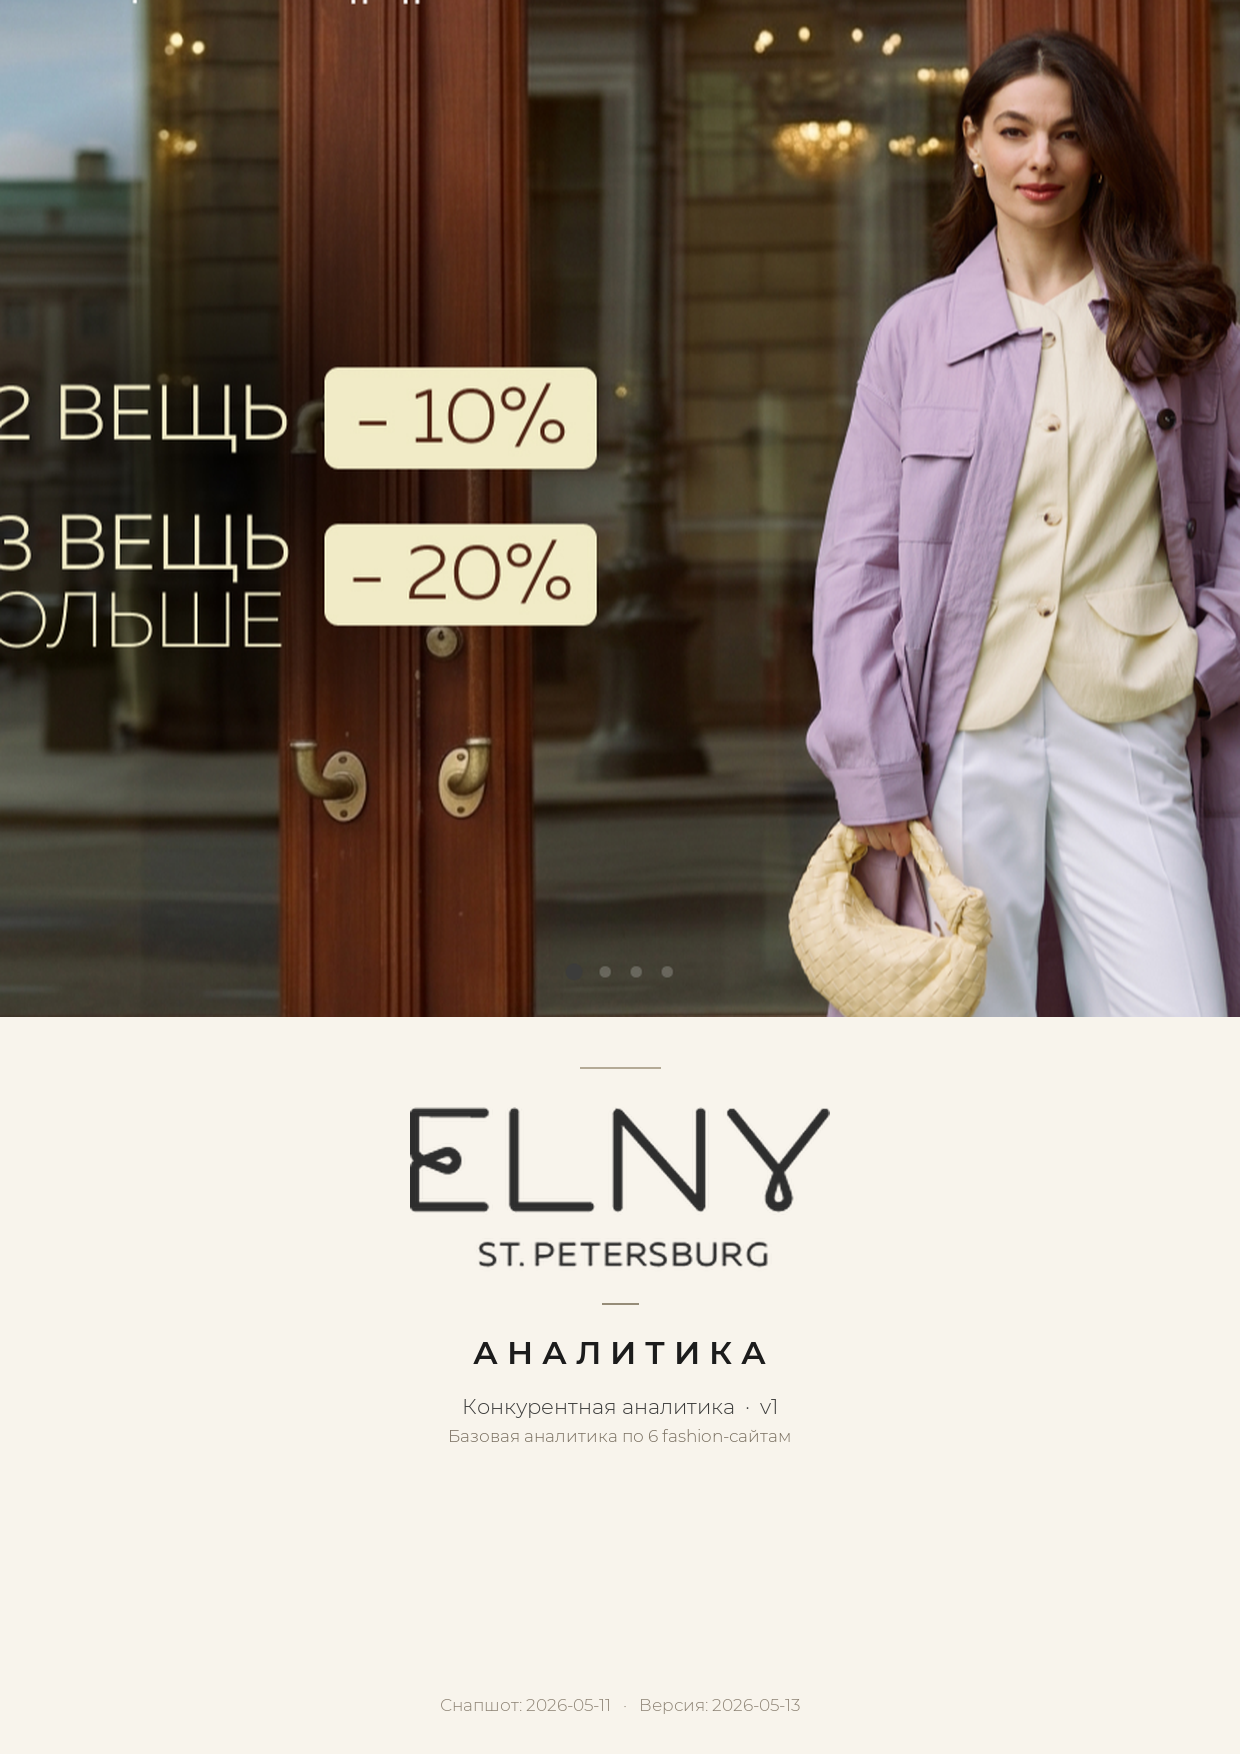 2 ВЕЩЬ - 10%
3 ВЕЩЬ - 20%
ОЛЬШЕ
ELNY
ST. PETERSBURG
АНАЛИТИКА
Конкурентная аналитика · v1
Базовая аналитика по 6 fashion-сайтам
Снапшот: 2026-05-11 · Версия: 2026-05-13